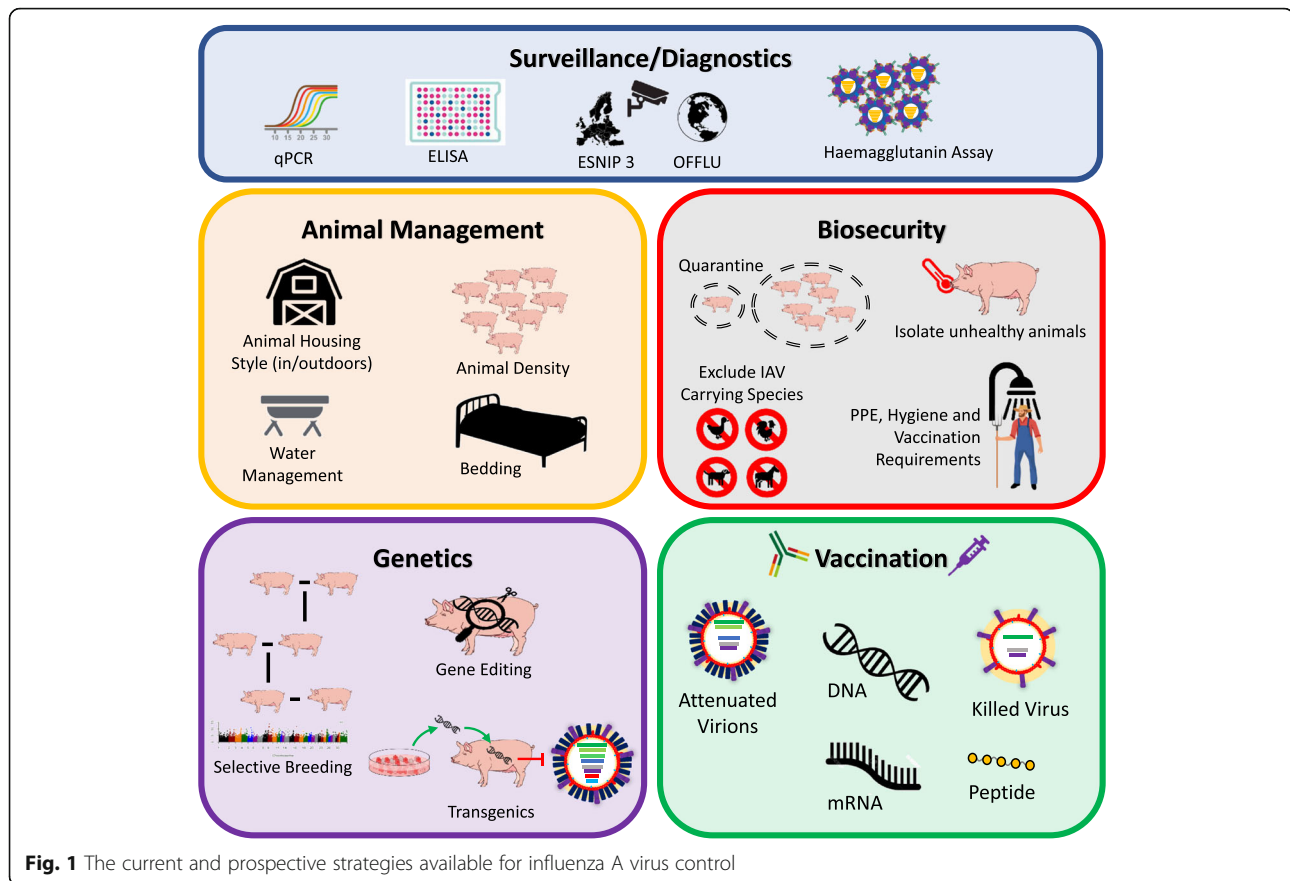 Surveillance/Diagnostics
10 15 20 25 30
qPCR
ELISA
ESNIP 3
OFFLU
Haemagglutanin Assay
Animal Management
Animal Housing
Style (in/outdoors)
Animal Density
Water
Management
Bedding
Biosecurity
Quarantine
Isolate unhealthy animals
Exclude IAV
Carrying Species
PPE, Hygiene and
Vaccination
Requirements
Genetics
Selective Breeding
Gene Editing
Transgenics
Vaccination
Attenuated
Virions
DNA
Killed Virus
mRNA
Peptide
Fig. 1 The current and prospective strategies available for influenza A virus control